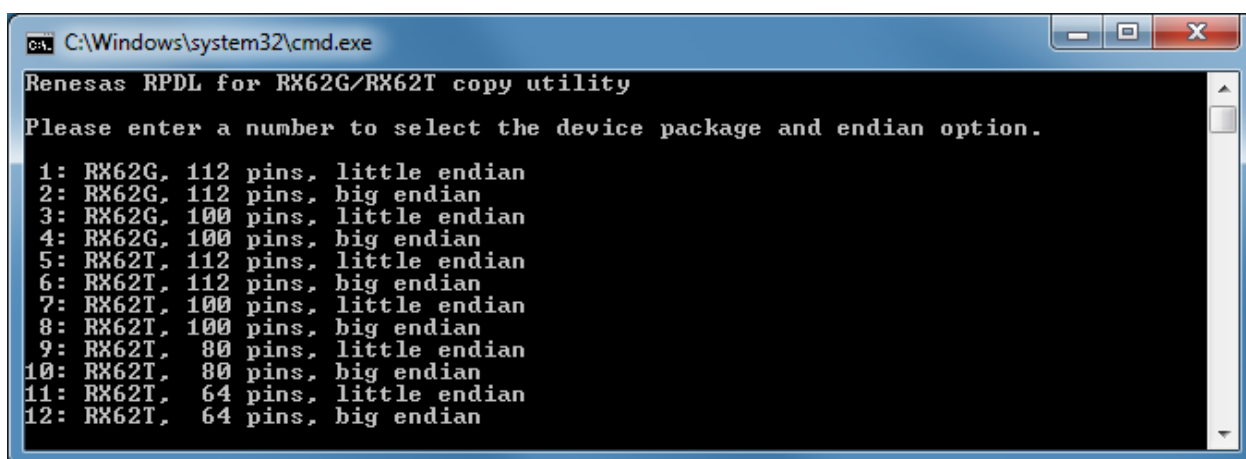 C:\Windows\system32\cmd.exe
Renesas RPDL for RX62G/RX62T copy utility
Please enter a number to select the device package and endian option.
1: RX62G, 112 pins, little endian
2: RX62G, 112 pins, big endian
3: RX62G, 100 pins, little endian
4: RX62G, 100 pins, big endian
5: RX62T, 112 pins, little endian
6: RX62T, 112 pins, big endian
7: RX62T, 100 pins, little endian
8: RX62T, 100 pins, big endian
9: RX62T,  80 pins, little endian
10: RX62T,  80 pins, big endian
11: RX62T,  64 pins, little endian
12: RX62T,  64 pins, big endian